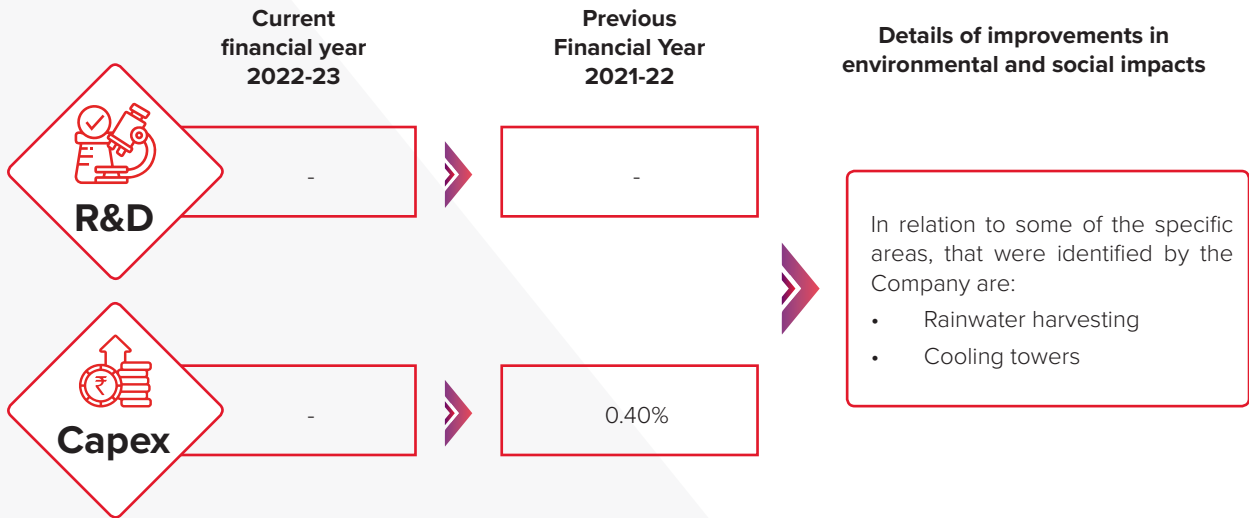 Current
financial year
2022-23
Previous
Financial Year
2021-22
Details of improvements in
environmental and social impacts
R&D
-
-
In relation to some of the specific
areas, that were identified by the
Company are:
• Rainwater harvesting
• Cooling towers
₹
Capex
-
0.40%